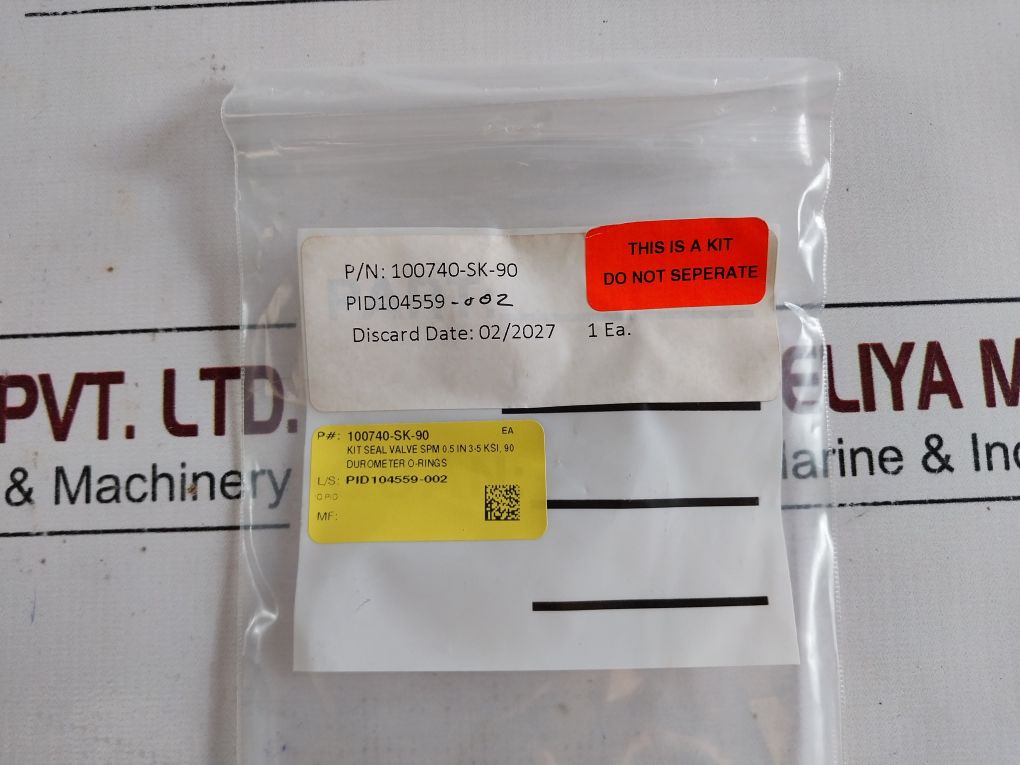 THIS IS A KIT
DO NOT SEPERATE
P/N: 100740-SK-90
PID104559-002
Discard Date: 02/2027 1 Ea.
PVT. LTD.
ELIYA M
& Machinery
arine & Ind
P#: 100740-SK-90 EA
KIT SEAL VALVE SPM 0.5 IN 3-5 KSI, 90
DUROMETER O-RINGS
L/S: PID104559-002
MF: